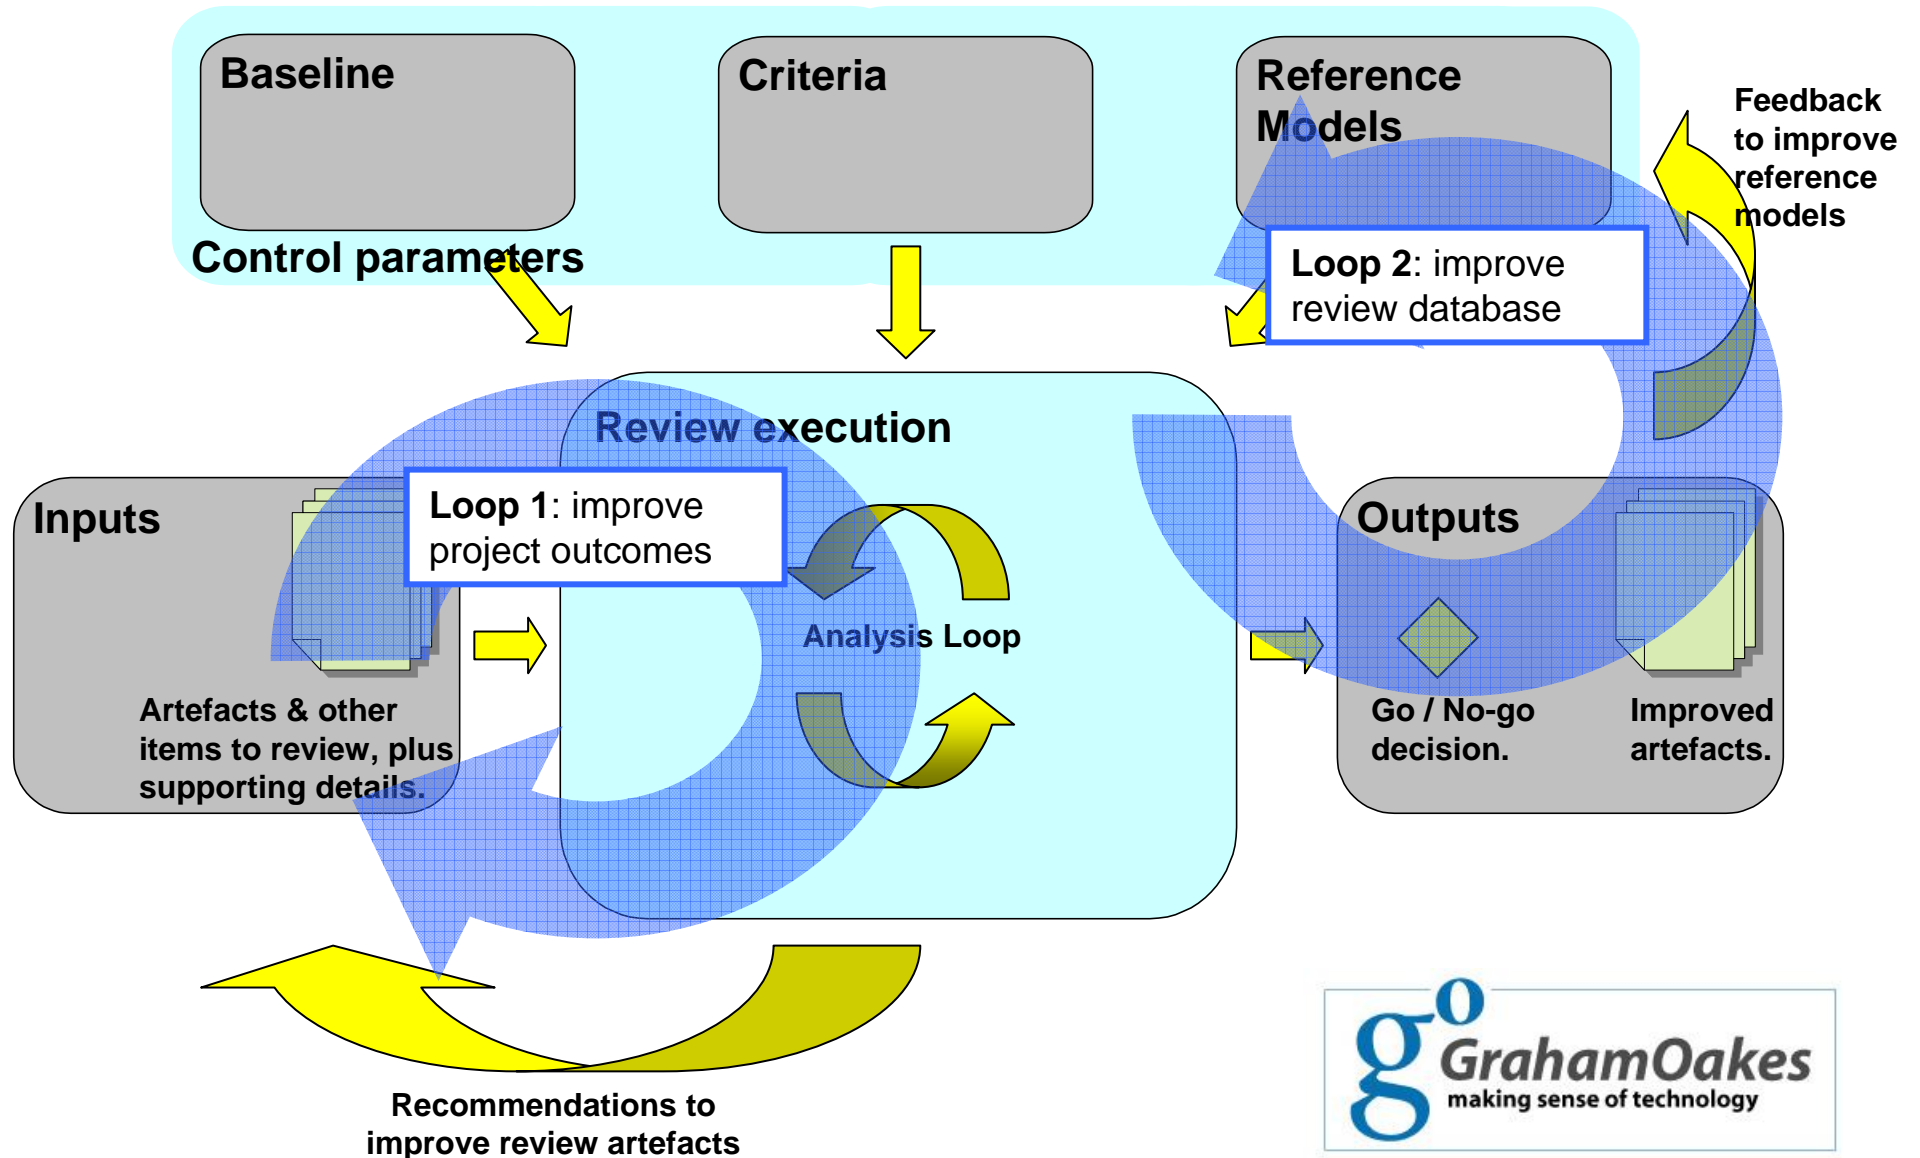 Baseline
Criteria
Reference
Models
Feedback
to improve
reference
models
Control parameters
Loop 2: improve
review database
Review execution
Inputs
Loop 1: improve
project outcomes
Outputs
Analysis Loop
Artefacts & other
items to review, plus
supporting details.
Go / No-go
decision.
Improved
artefacts.
Recommendations to
improve review artefacts
go
GrahamOakes
making sense of technology